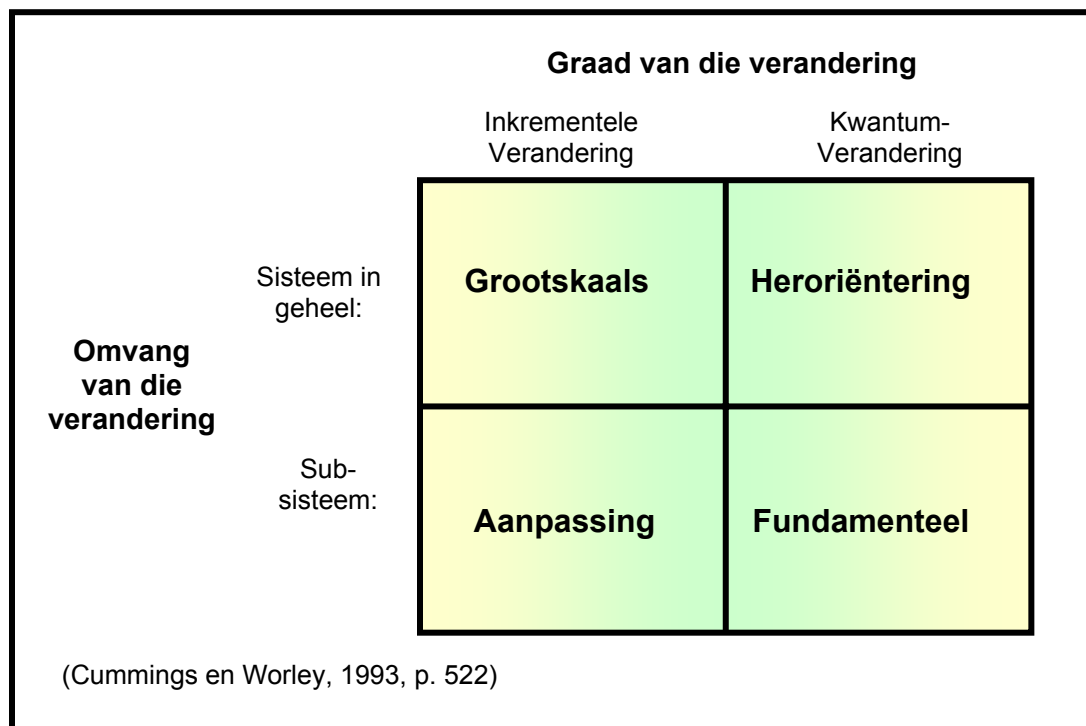 Graad van die verandering
Inkrementele
Verandering
Kwantum-
Verandering
Sisteem in
geheel:
Grootskaals
Heroriëntering
Omvang
van die
verandering
Sub-
sisteem:
Aanpassing
Fundamenteel
(Cummings en Worley, 1993, p. 522)